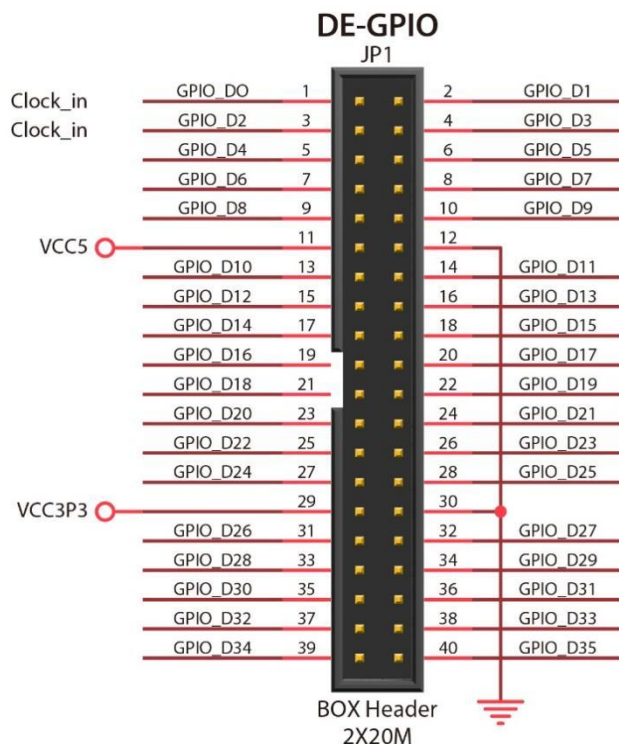 DE-GPIO
JP1
Clock_in GPIO_D0 1 2 GPIO_D1
Clock_in GPIO_D2 3 4 GPIO_D3
GPIO_D4 5 6 GPIO_D5
GPIO_D6 7 8 GPIO_D7
GPIO_D8 9 10 GPIO_D9
VCC5 11 12
GPIO_D10 13 14 GPIO_D11
GPIO_D12 15 16 GPIO_D13
GPIO_D14 17 18 GPIO_D15
GPIO_D16 19 20 GPIO_D17
GPIO_D18 21 22 GPIO_D19
GPIO_D20 23 24 GPIO_D21
GPIO_D22 25 26 GPIO_D23
GPIO_D24 27 28 GPIO_D25
VCC3P3 29 30
GPIO_D26 31 32 GPIO_D27
GPIO_D28 33 34 GPIO_D29
GPIO_D30 35 36 GPIO_D31
GPIO_D32 37 38 GPIO_D33
GPIO_D34 39 40 GPIO_D35
BOX Header
2X20M